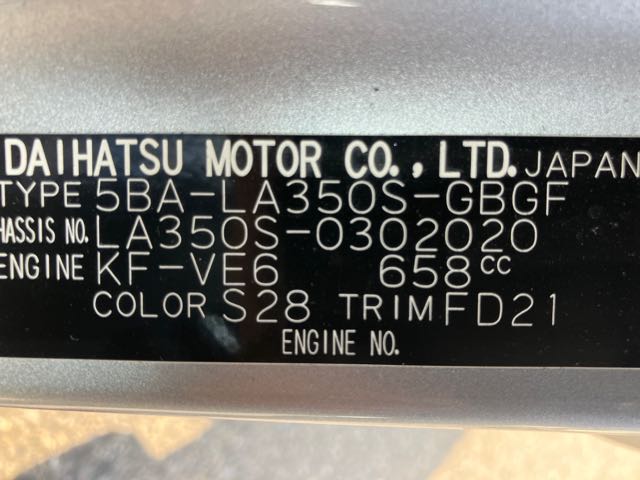 DAIHATSU MOTOR CO., LTD. JAPAN
TYPE 5BA-LA350S-GBGF
CHASSIS NO. LA350S-0302020
ENGINE KF-VE6 658cc
COLOR S28 TRIM FD21
ENGINE NO.